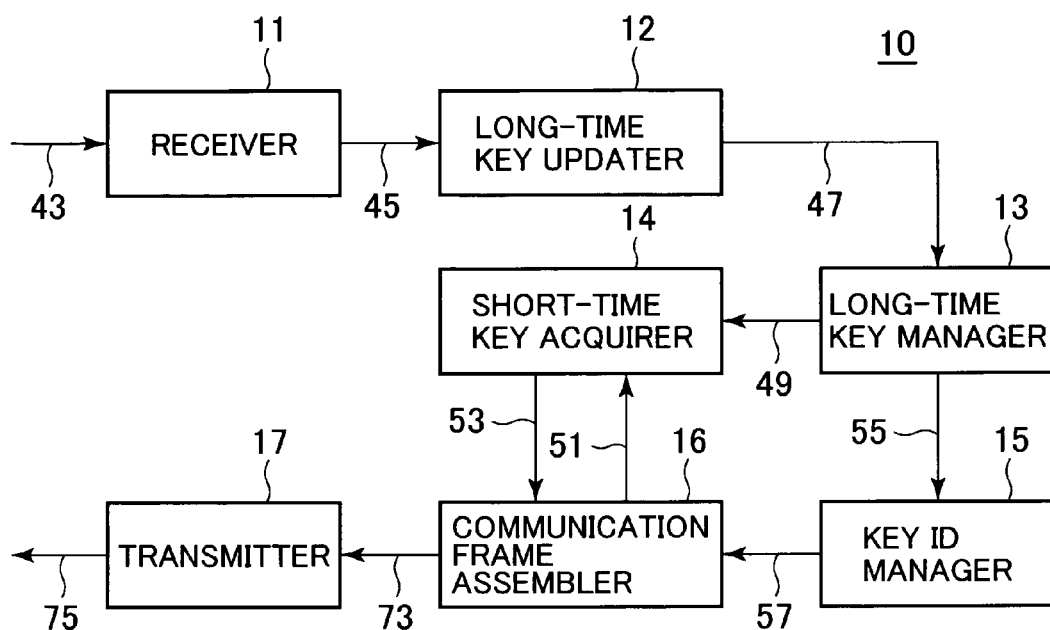 11
12
10
RECEIVER
LONG-TIME
KEY UPDATER
43
45
47
14
13
SHORT-TIME
KEY ACQUIRER
LONG-TIME
KEY MANAGER
49
53
51
55
17
16
15
TRANSMITTER
COMMUNICATION
FRAME
ASSEMBLER
KEY ID
MANAGER
75
73
57